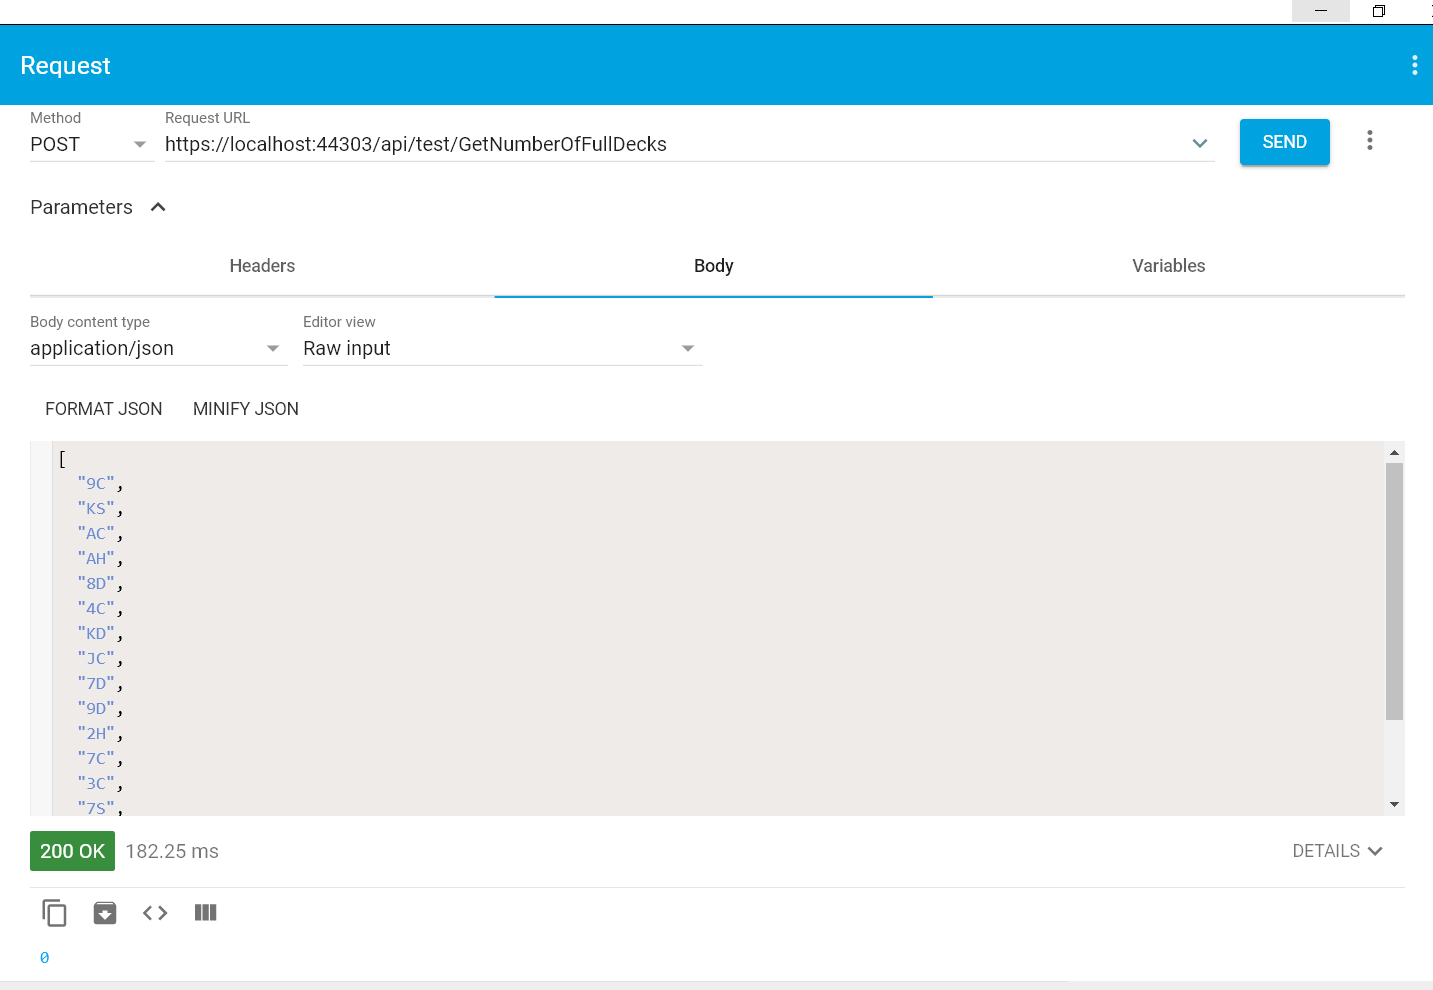 Request
Method
Request URL
POST
https://localhost:44303/api/test/GetNumberOfFullDecks
SEND
Parameters
Headers
Body
Variables
Body content type
Editor view
application/json
Raw input
FORMAT JSON
MINIFY JSON
[
"9C",
"KS",
"AC",
"AH",
"8D",
"4C",
"KD",
"JC",
"7D",
"9D",
"2H",
"7C",
"3C",
"7S",
200 OK
182.25 ms
DETAILS
0